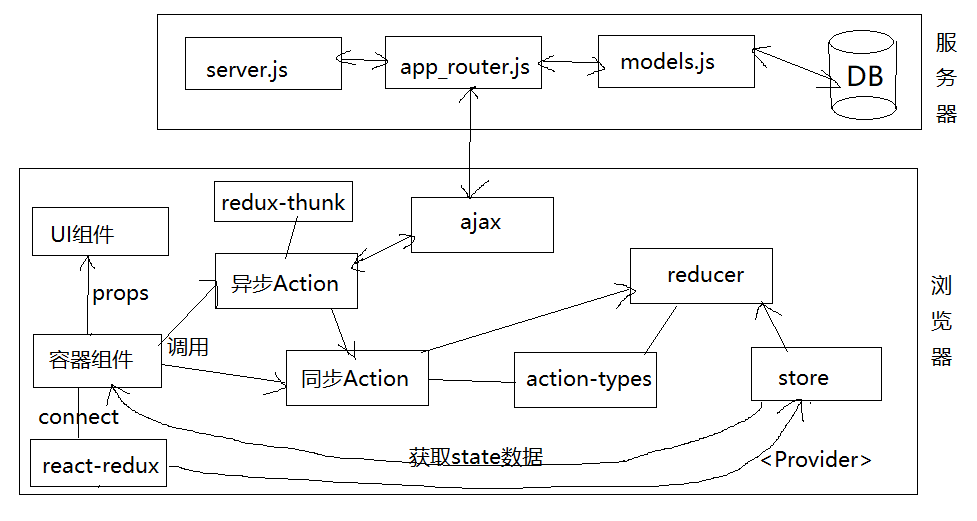 server.js
app_router.js
models.js
DB
服务器
redux-thunk
ajax
UI组件
异步Action
reducer
props
浏览器
调用
容器组件
同步Action
action-types
store
connect
获取state数据
<Provider>
react-redux